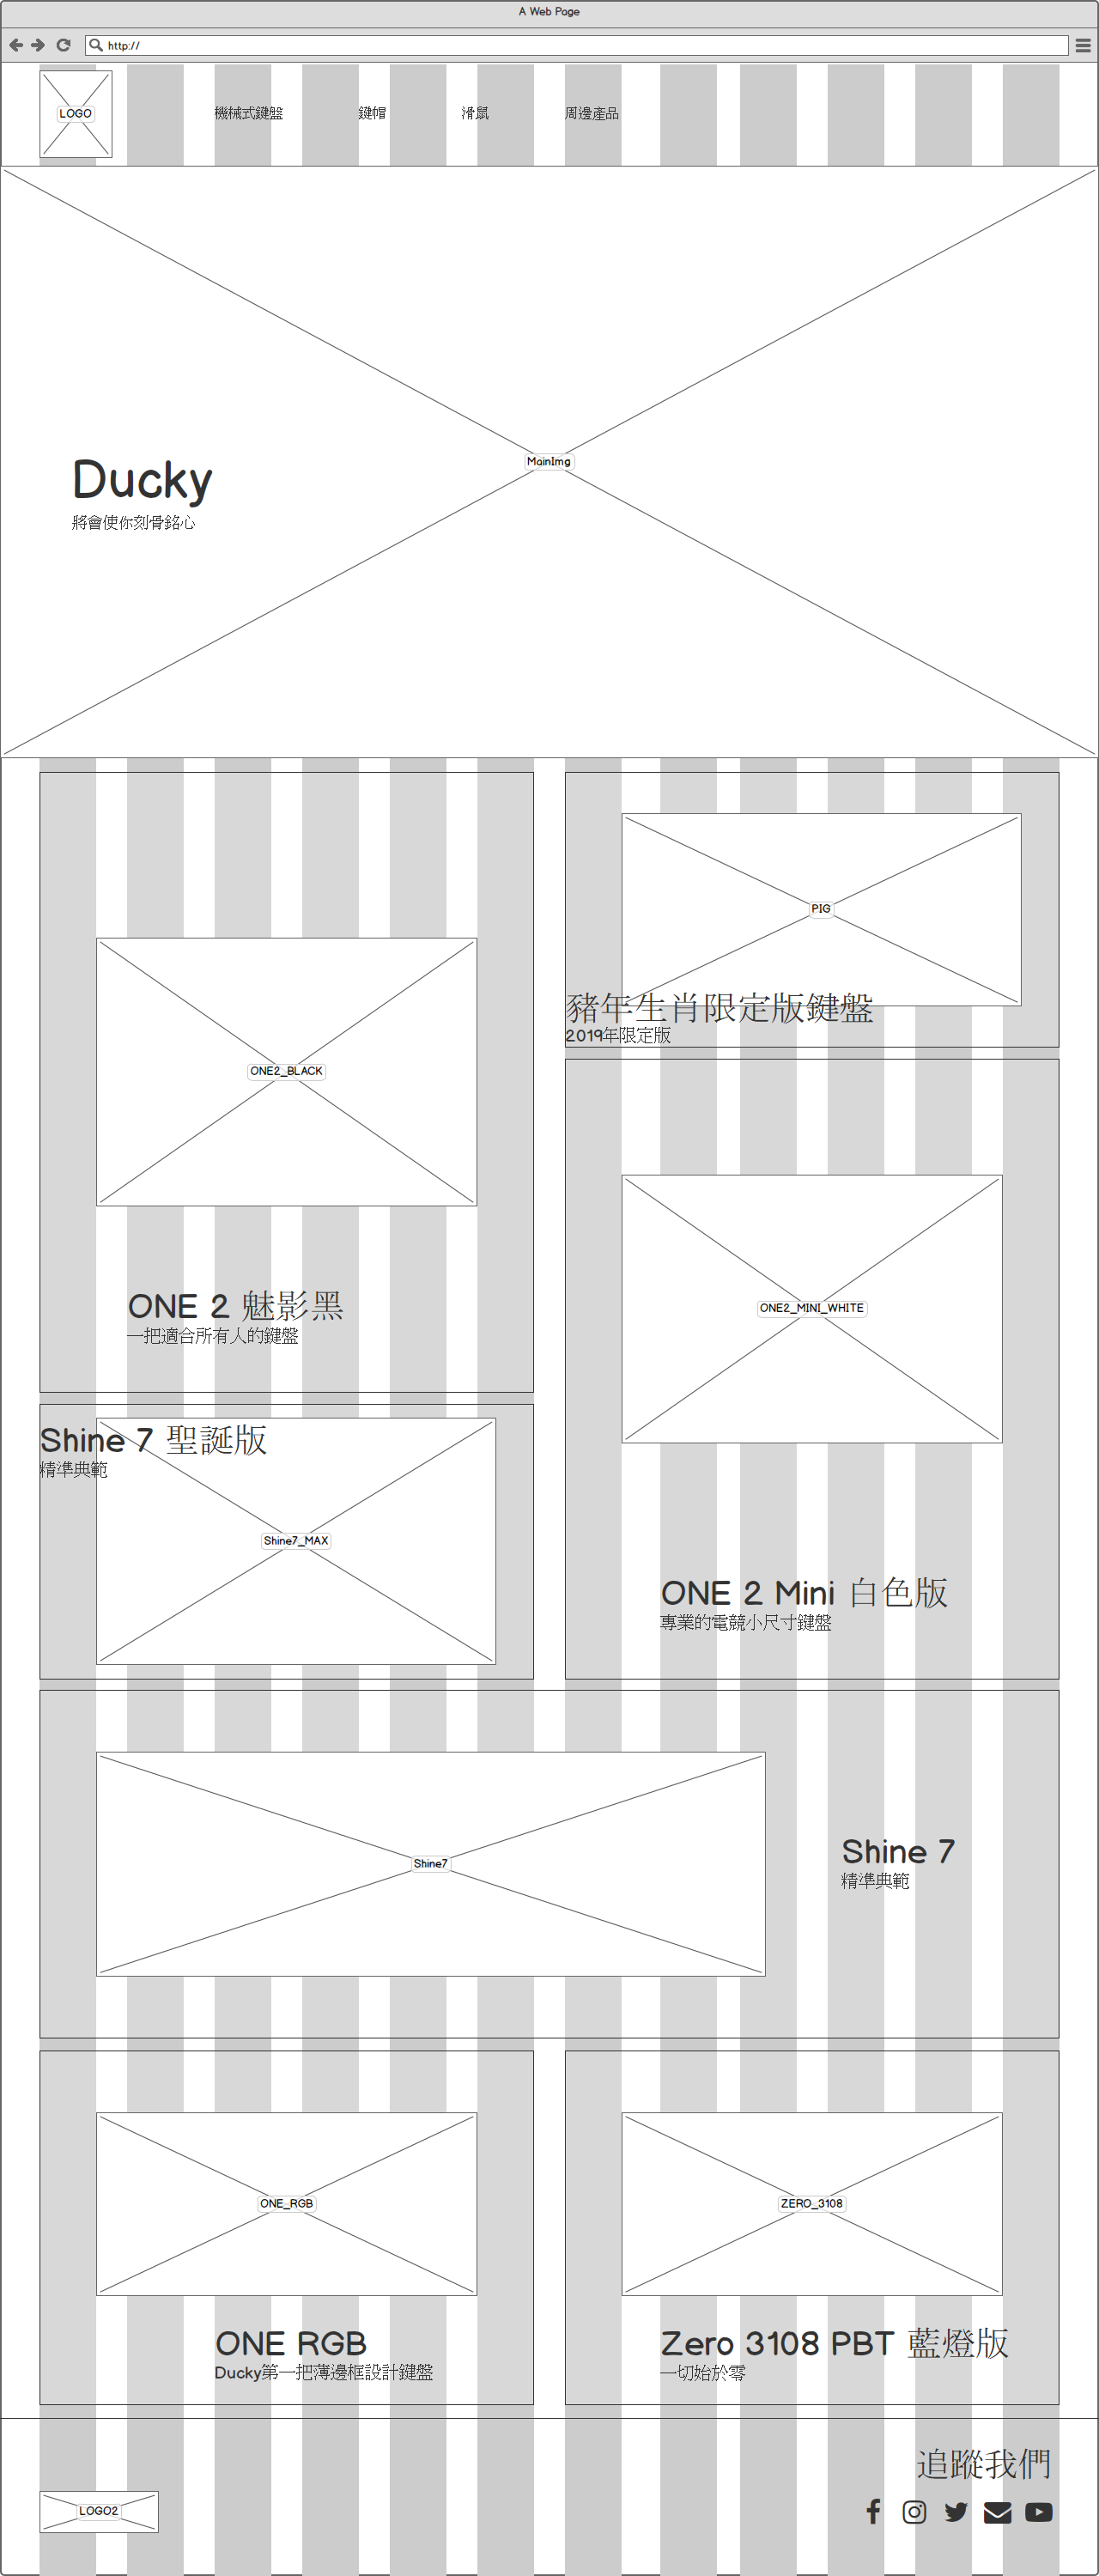 A Web Page
http://
LOGO
機械式鍵盤
鍵帽
滑鼠
周邊產品
MainImg
Ducky
將會使你刻骨銘心
PIG
豬年生肖限定版鍵盤
2019年限定版
ONE2_BLACK
ONE 2 魅影黑
一把適合所有人的鍵盤
ONE2_MINI_WHITE
ONE 2 Mini 白色版
專業的電競小尺寸鍵盤
Shine 7 聖誕版
精準典範
Shine7_MAX
Shine7
Shine 7
精準典範
ONE_RGB
ONE RGB
Ducky第一把薄邊框設計鍵盤
ZERO_3108
Zero 3108 PBT 藍燈版
一切始於零
追蹤我們
LOGO2